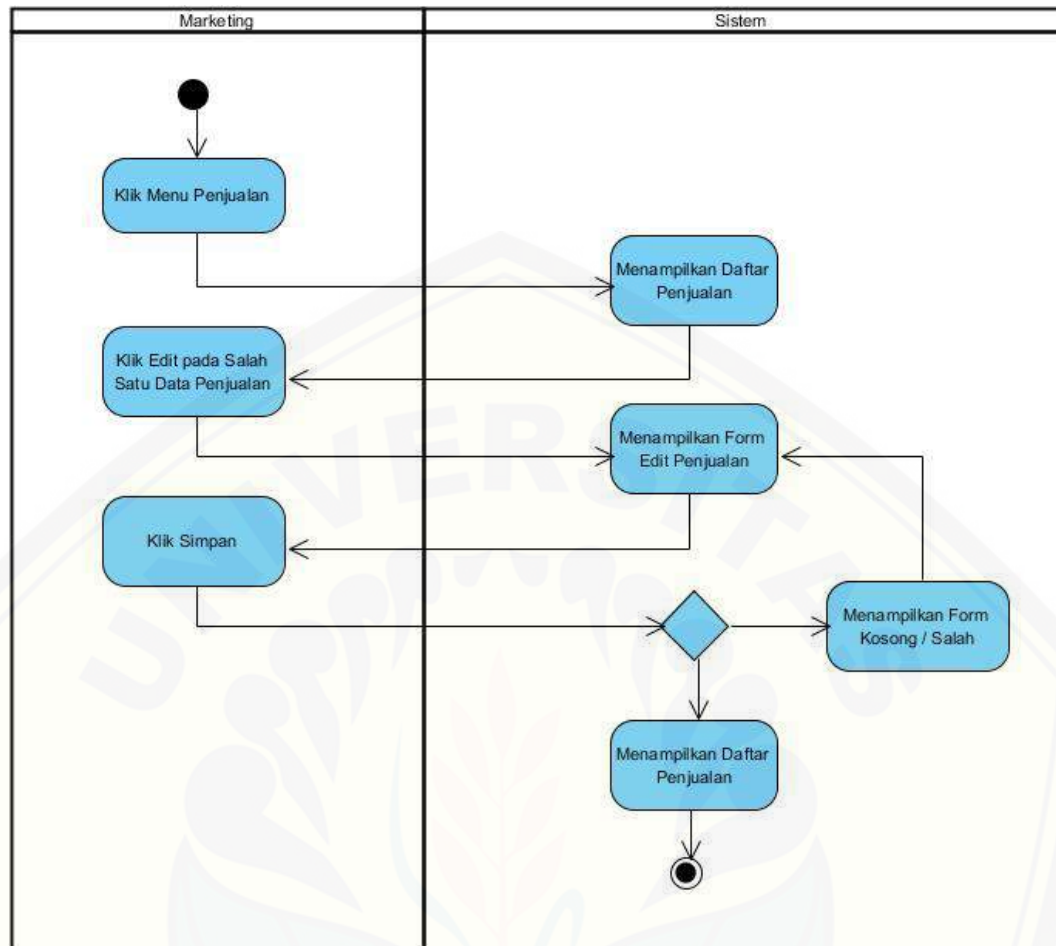 Marketing
Sistem
Klik Menu Penjualan
Menampilkan Daftar
Penjualan
Klik Edit pada Salah
Satu Data Penjualan
Menampilkan Form
Edit Penjualan
Klik Simpan
Menampilkan Form
Kosong / Salah
Menampilkan Daftar
Penjualan
UNIVERSITAS